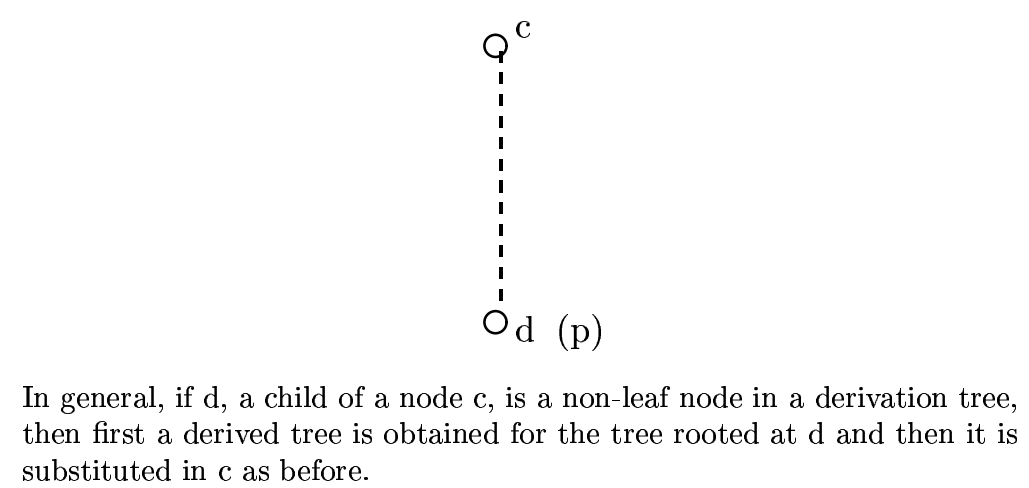 c
d (p)
In general, if d, a child of a node c, is a non-leaf node in a derivation tree,
then first a derived tree is obtained for the tree rooted at d and then it is
substituted in c as before.